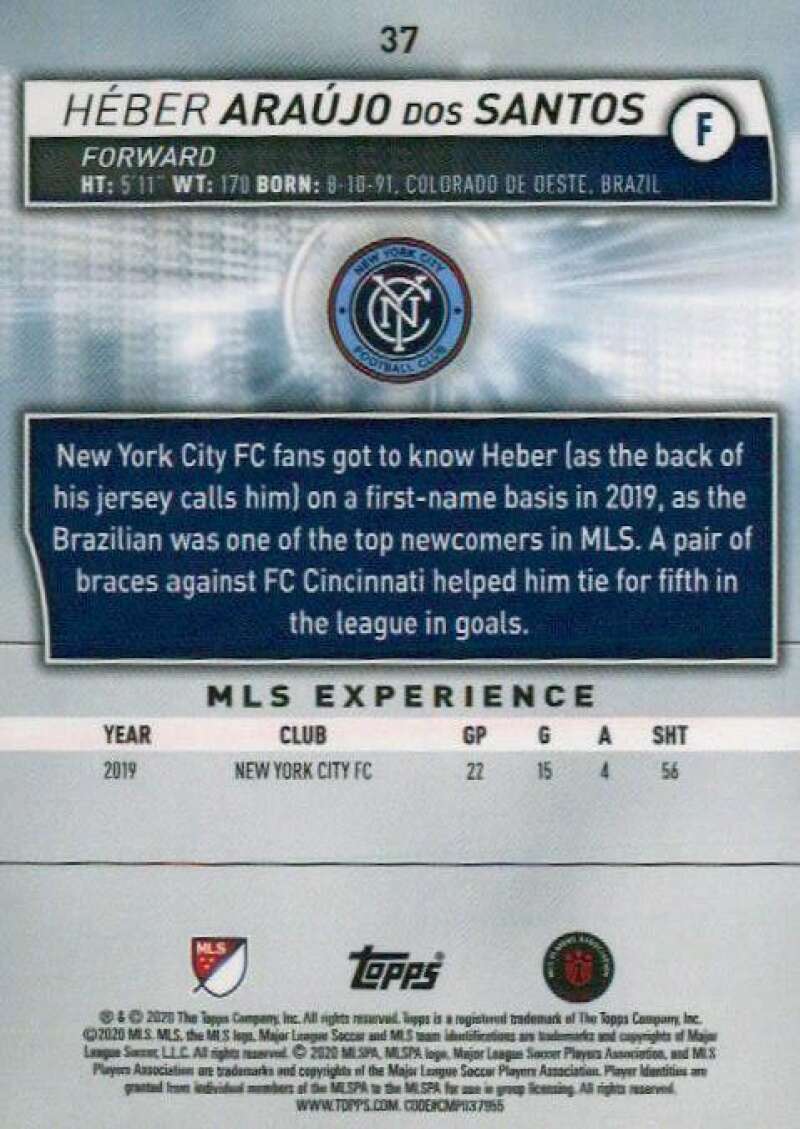 37
HÉBER ARAÚJO DOS SANTOS
F
FORWARD
HT: 5'11" WT: 170 BORN: 8-10-91, COLORADO DE OESTE, BRAZIL
NEW YORK CITY
NYC
FOOTBALL CLUB
New York City FC fans got to know Heber (as the back of
his jersey calls him) on a first-name basis in 2019, as the
Brazilian was one of the top newcomers in MLS. A pair of
braces against FC Cincinnati helped him tie for fifth in
the league in goals.
MLS EXPERIENCE
YEAR CLUB GP G A SHT
2019 NEW YORK CITY FC 22 15 4 56
MLS
Topps®
® & © 2020 The Topps Company, Inc. All rights reserved. Topps is a registered trademark of The Topps Company, Inc.
©2020 MLS. MLS, the MLS logo, Major League Soccer and MLS team identifications are trademarks and copyrights of Major
League Soccer, L.L.C. All rights reserved. © 2020 MLSPA, MLSPA logo, Major League Soccer Players Association, and MLS
Players Association are trademarks and copyrights of the Major League Soccer Players Association. Player Identities are
granted from individual members of the MLSPA to the MLSPA for use in group licensing. All rights reserved.
WWW.TOPPS.COM. CODE#CMP037955